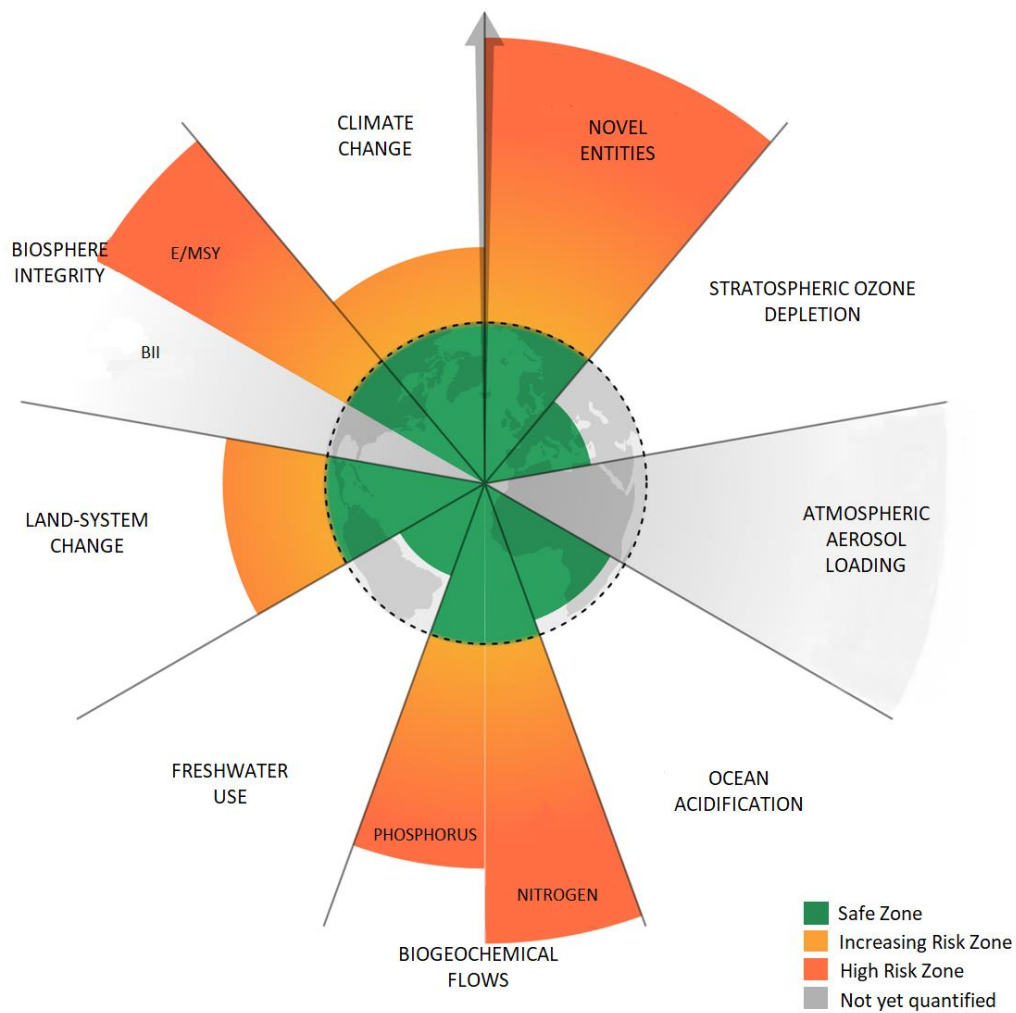 CLIMATE
CHANGE
NOVEL
ENTITIES
STRATOSPHERIC OZONE
DEPLETION
ATMOSPHERIC
AEROSOL
LOADING
OCEAN
ACIDIFICATION
NITROGEN
PHOSPHORUS
BIOGEOCHEMICAL
FLOWS
FRESHWATER
USE
LAND-SYSTEM
CHANGE
BII
BIOSPHERE
INTEGRITY
E/MSY
Safe Zone
Increasing Risk Zone
High Risk Zone
Not yet quantified